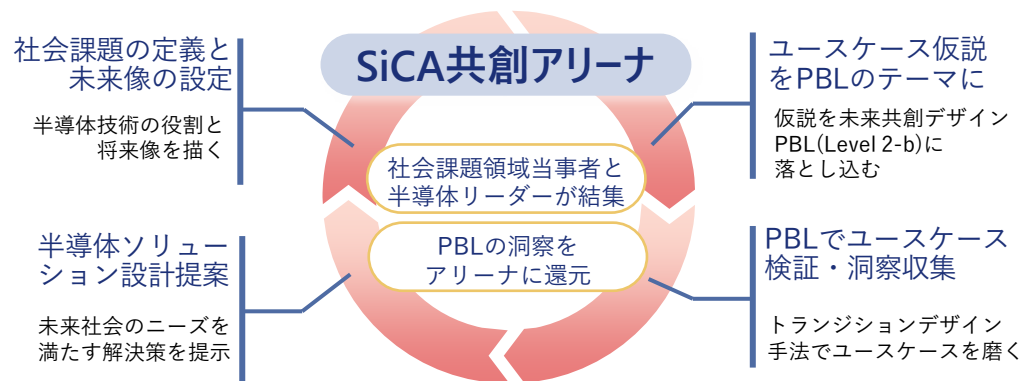 SiCA共創アリーナ
社会課題の定義と
未来像の設定
半導体技術の役割と
将来像を描く
ユースケース仮説
をPBLのテーマに
仮説を未来共創デザイン
PBL(Level 2-b)に
落とし込む
社会課題領域当事者と
半導体リーダーが結集
PBLの洞察を
アリーナに還元
半導体ソリュー
ション設計提案
未来社会のニーズを
満たす解決策を提示
PBLでユースケース
検証・洞察収集
トランジションデザイン
手法でユースケースを磨く